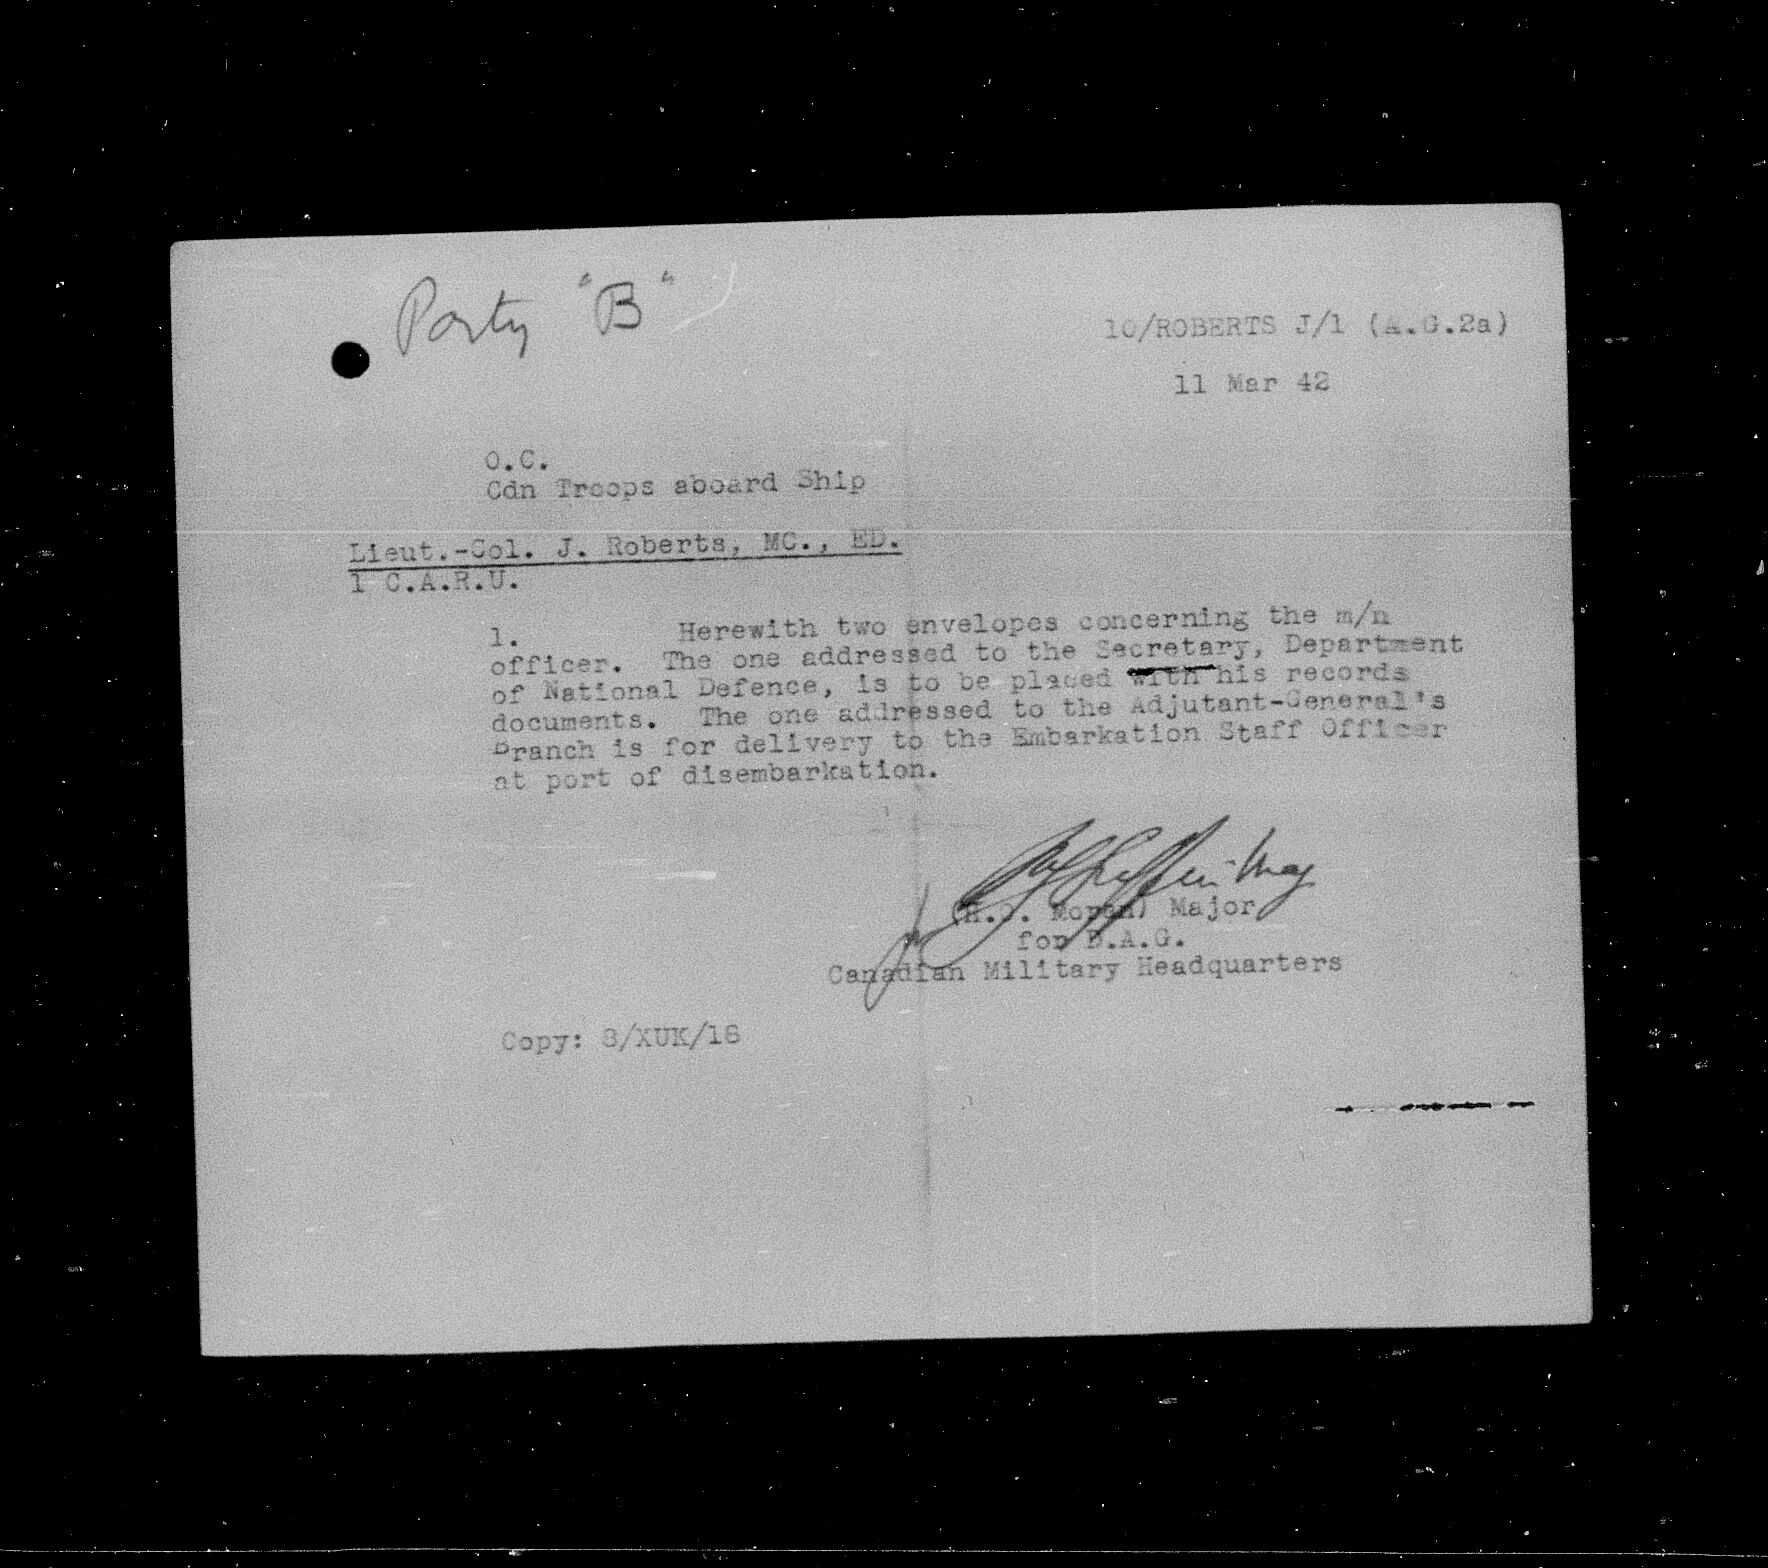 Party "B"
10/ROBERTS J/1 (A.G.2a)
11 Mar 42
O.C.
Cdn Troops aboard Ship
Lieut.-Col. J. Roberts, MC., ED.
1 C.A.R.U.
1. Herewith two envelopes concerning the m/n
officer. The one addressed to the Secretary, Department
of National Defence, is to be placed with his records
documents. The one addressed to the Adjutant-General's
Branch is for delivery to the Embarkation Staff Officer
at port of disembarkation.
Moran) Major
for D.A.G.
Canadian Military Headquarters
Copy: 8/XUK/18